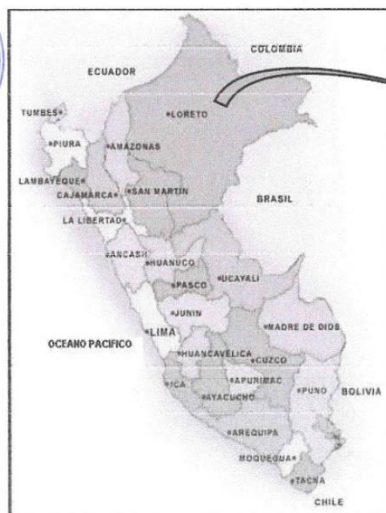 COLOMBIA
ECUADOR
TUMBES
LORETO
PIURA
AMAZONAS
LAMBAYEQUE
CAJAMARCA
SAN MARTIN
BRASIL
LA LIBERTAD
ANCASH
HUANUCO
UCAYALI
PASCO
JUNIN
LIMA
MADRE DE DIOS
OCEANO PACIFICO
HUANCAVELICA
CUZCO
ICA
APURIMAC
PUNO
BOLIVIA
AYACUCHO
AREQUIPA
MOQUEGUA
TACNA
CHILE